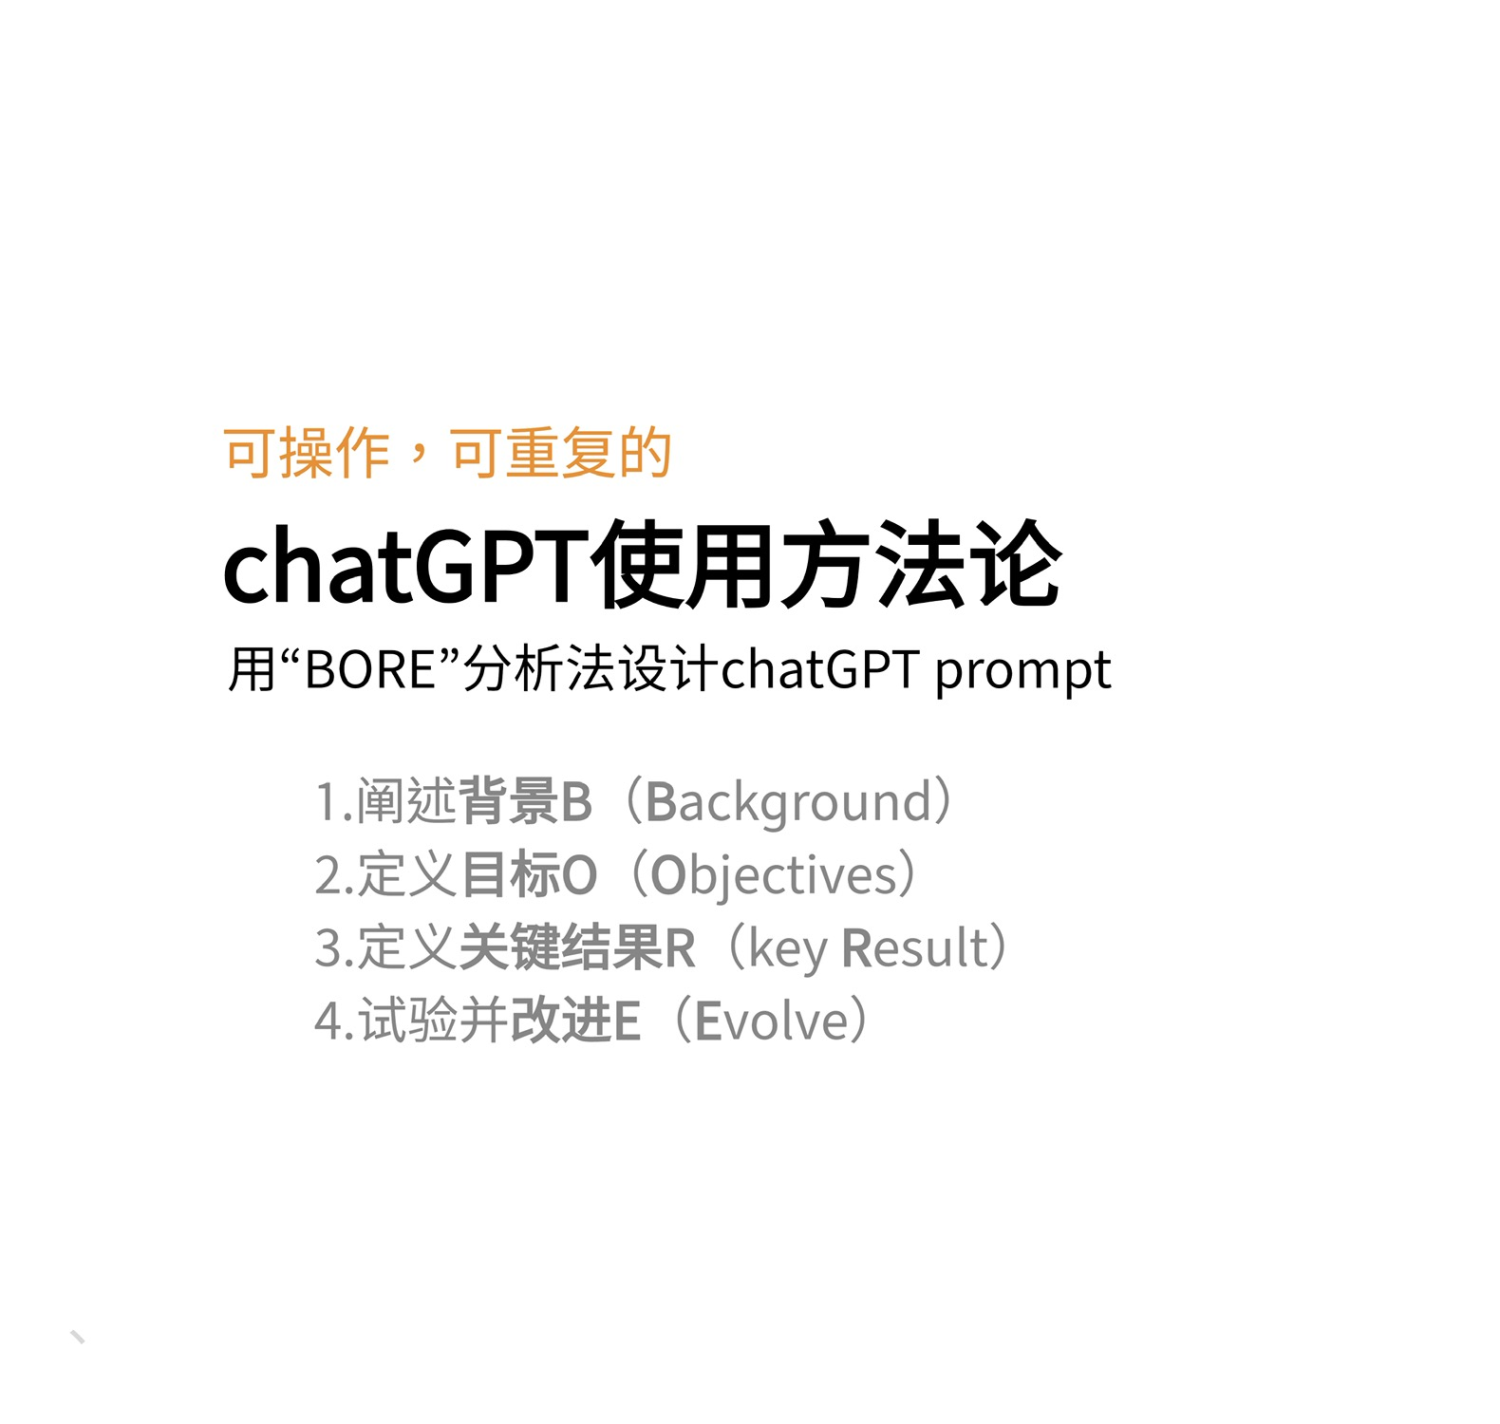 可操作，可重复的
chatGPT使用方法论
用“BORE”分析法设计chatGPT prompt
1.阐述背景B（Background）
2.定义目标O（Objectives）
3.定义关键结果R（key Result）
4.试验并改进E（Evolve）